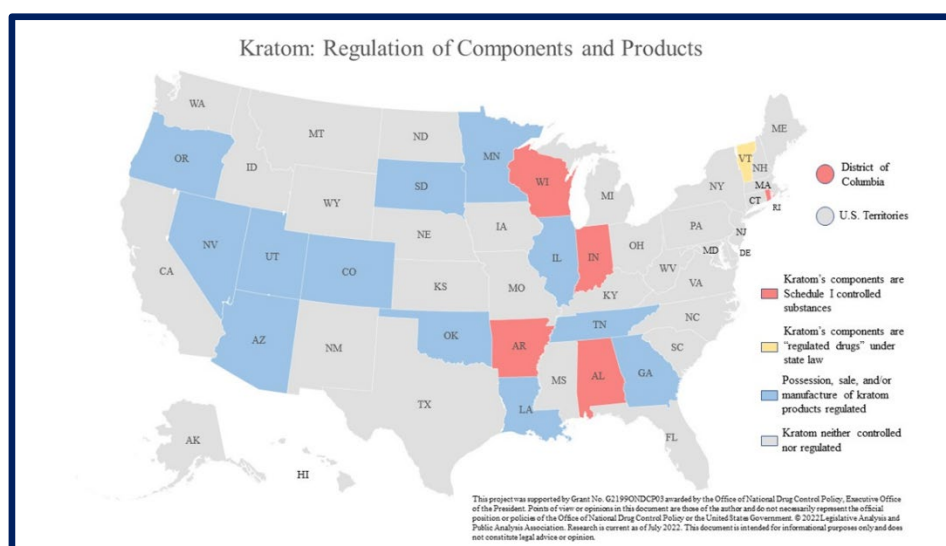 Kratom: Regulation of Components and Products
WA
MT
ND
MN
ME
OR
ID
SD
WI
VT
NH
WY
MI
NY
MA
CT
RI
IA
NE
PA
NJ
NV
UT
CO
IL
IN
OH
MD
DE
CA
KS
MO
WV
VA
KY
AZ
NM
OK
TN
NC
AR
SC
TX
MS
AL
GA
LA
FL
AK
HI
District of
Columbia
U.S. Territories
Kratom's components are
Schedule I controlled
substances
Kratom's components are
"regulated drugs" under
state law
Possession, sale, and/or
manufacture of kratom
products regulated
Kratom neither controlled
nor regulated
This project was supported by Grant No. G2199ONDCP03 awarded by the Office of National Drug Control Policy, Executive Office
of the President. Points of view or opinions in this document are those of the author and do not necessarily represent the official
position or policies of the Office of National Drug Control Policy or the United States Government. © 2022 Legislative Analysis and
Public Analysis Association. Research is current as of July 2022. This document is intended for informational purposes only and does
not constitute legal advice or opinion.